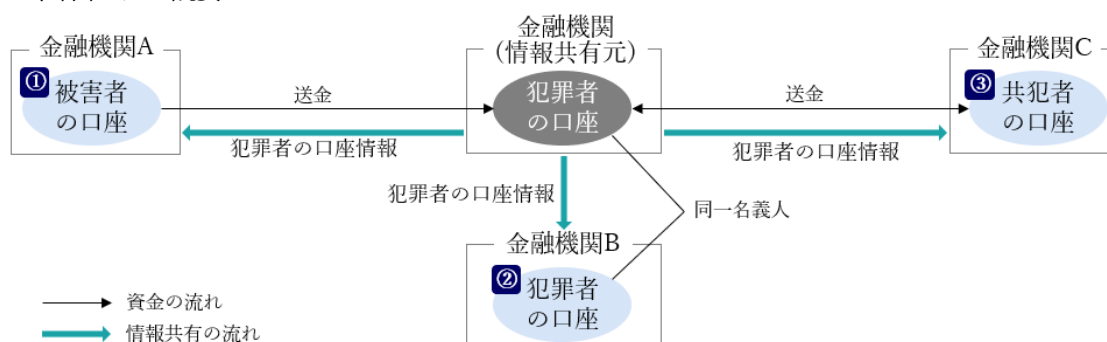 金融機関A
①
被害者
の口座
送金
犯罪者の口座情報
金融機関
(情報共有元)
犯罪者
の口座
送金
犯罪者の口座情報
金融機関C
③
共犯者
の口座
犯罪者の口座情報
同一名義人
金融機関B
②
犯罪者
の口座
資金の流れ
情報共有の流れ